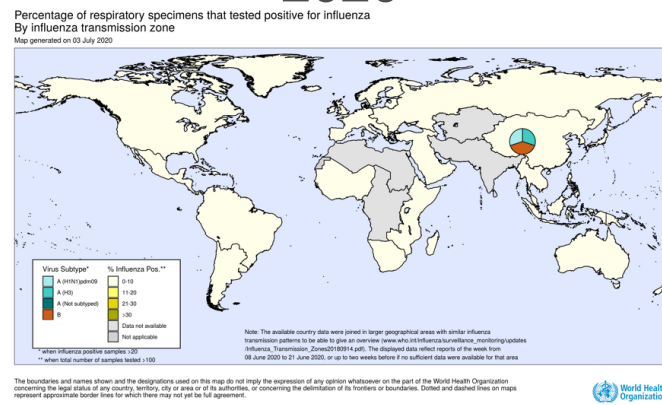 2020
Percentage of respiratory specimens that tested positive for influenza
By influenza transmission zone
Map generated on 03 July 2020
Virus Subtype*
A (H1N1)pdm09
A (H3)
A (Not subtyped)
B
% Influenza Pos.**
0-10
11-20
21-30
>30
Data not available
Not applicable
* when influenza positive samples >20
** when total number of samples tested >100
Note: The available country data were joined in larger geographical areas with similar influenza
transmission patterns to be able to give an overview (www.who.int/influenza/surveillance_monitoring/updates
/Influenza_Transmission_Zones20180914.pdf). The displayed data reflect reports of the week from
08 June 2020 to 21 June 2020, or up to two weeks before if no sufficient data were available for that area
The boundaries and names shown and the designations used on this map do not imply the expression of any opinion whatsoever on the part of the World Health Organization
concerning the legal status of any country, territory, city or area or of its authorities, or concerning the delimitation of its frontiers or boundaries. Dotted and dashed lines on maps
represent approximate border lines for which there may not yet be full agreement.
World Health
Organizatio